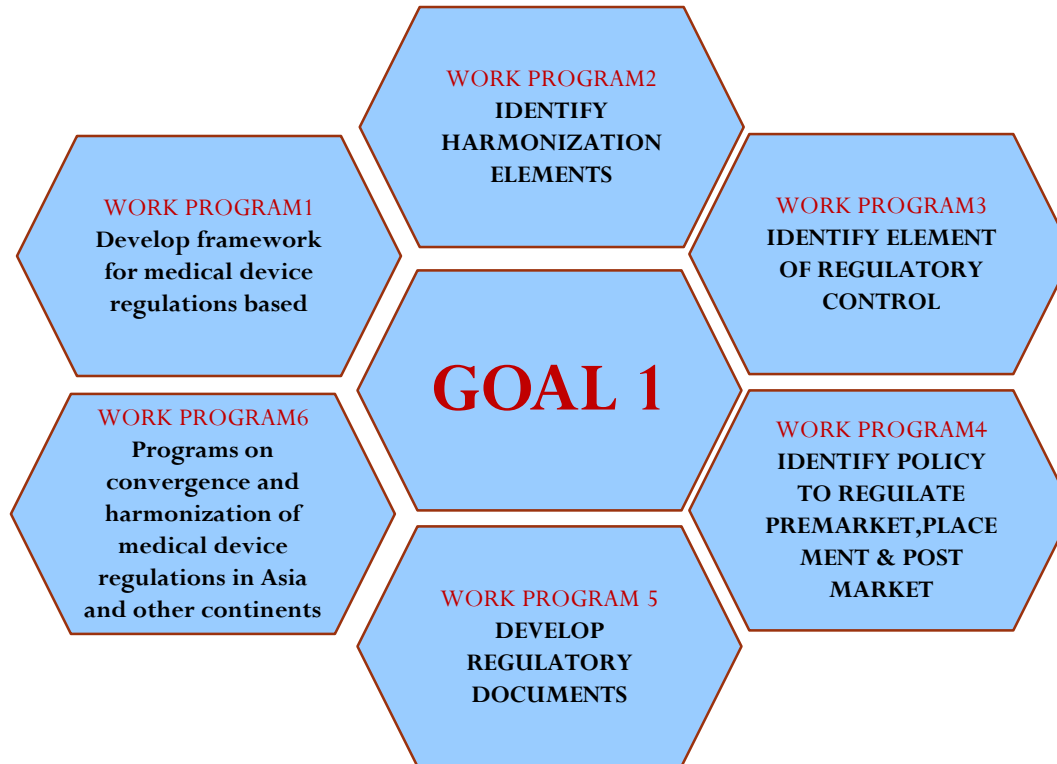 WORK PROGRAM1
Develop framework
for medical device
regulations based
WORK PROGRAM2
IDENTIFY
HARMONIZATION
ELEMENTS
WORK PROGRAM3
IDENTIFY ELEMENT
OF REGULATORY
CONTROL
GOAL 1
WORK PROGRAM4
IDENTIFY POLICY
TO REGULATE
PREMARKET,PLACE
MENT & POST
MARKET
WORK PROGRAM 5
DEVELOP
REGULATORY
DOCUMENTS
WORK PROGRAM6
Programs on
convergence and
harmonization of
medical device
regulations in Asia
and other continents